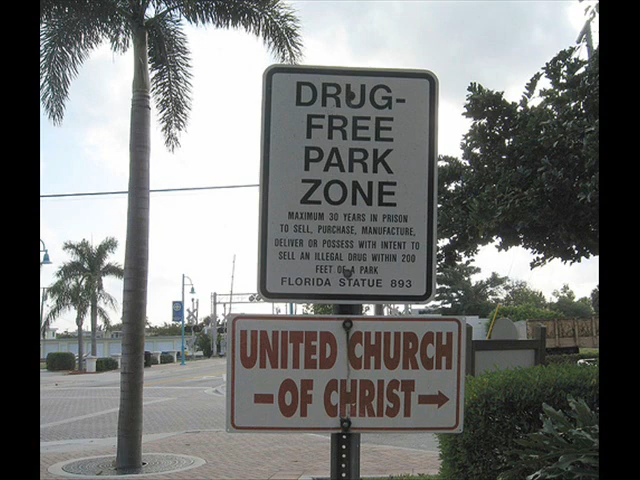 DRUG-
FREE
PARK
ZONE
MAXIMUM 30 YEARS IN PRISON
TO SELL, PURCHASE, MANUFACTURE,
DELIVER OR POSSESS WITH INTENT TO
SELL AN ILLEGAL DRUG WITHIN 200
FEET OF A PARK
FLORIDA STATUE 893
UNITED CHURCH
-OF CHRIST→